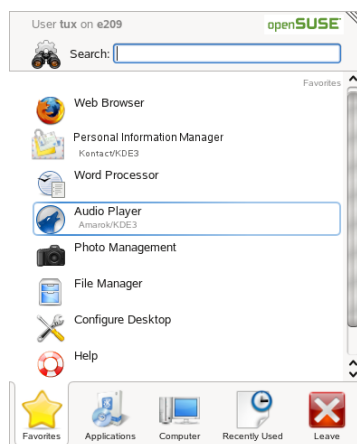 User tux on e209
openSUSE
Search:
Favorites
Web Browser
Personal Information Manager
Kontact/KDE3
Word Processor
Audio Player
Amarok/KDE3
Photo Management
File Manager
Configure Desktop
Help
Favorites Applications Computer Recently Used Leave